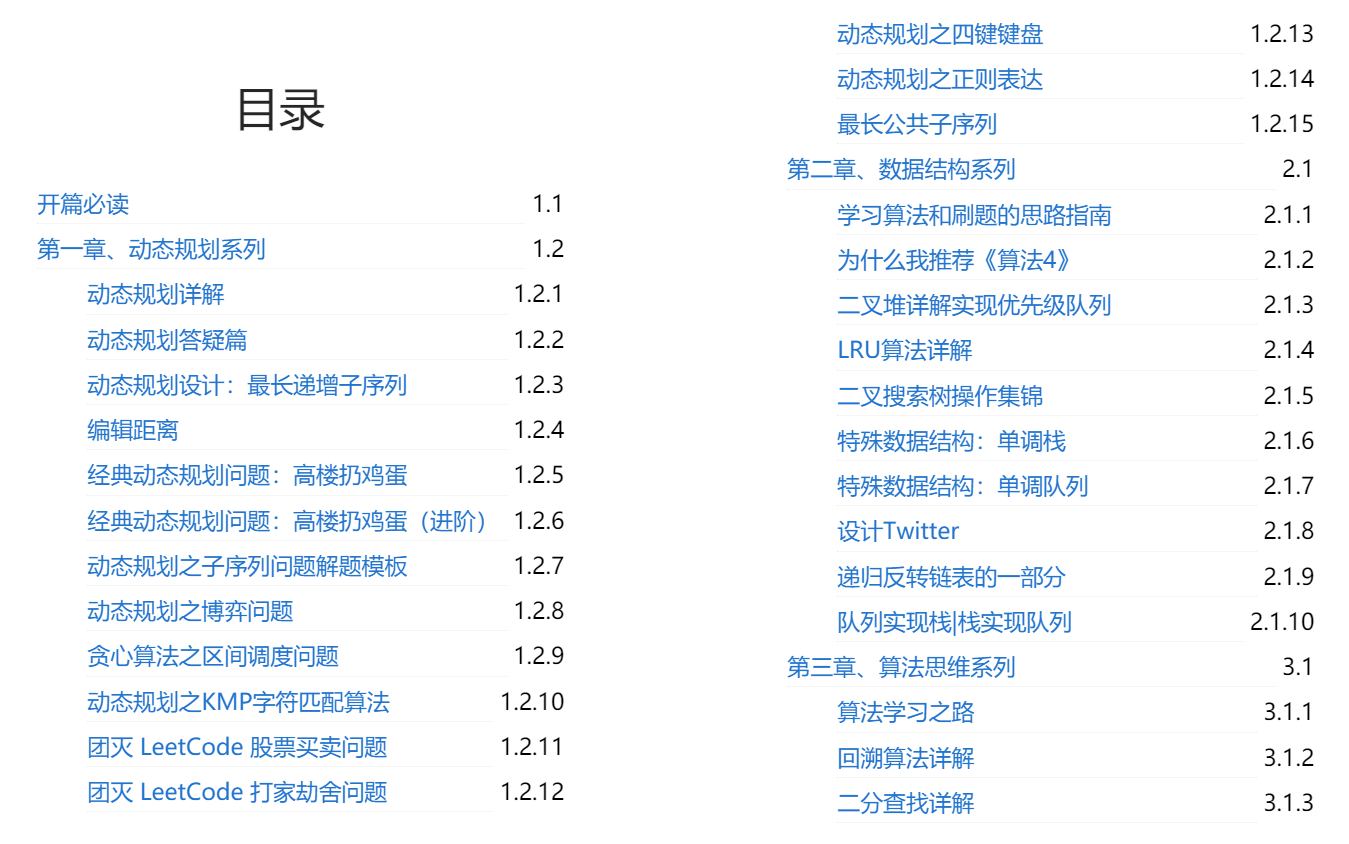 目录
开篇必读 1.1
第一章、动态规划系列 1.2
动态规划详解 1.2.1
动态规划答疑篇 1.2.2
动态规划设计：最长递增子序列 1.2.3
编辑距离 1.2.4
经典动态规划问题：高楼扔鸡蛋 1.2.5
经典动态规划问题：高楼扔鸡蛋（进阶） 1.2.6
动态规划之子序列问题解题模板 1.2.7
动态规划之博弈问题 1.2.8
贪心算法之区间调度问题 1.2.9
动态规划之KMP字符匹配算法 1.2.10
团灭 LeetCode 股票买卖问题 1.2.11
团灭 LeetCode 打家劫舍问题 1.2.12
动态规划之四键键盘 1.2.13
动态规划之正则表达 1.2.14
最长公共子序列 1.2.15
第二章、数据结构系列 2.1
学习算法和刷题的思路指南 2.1.1
为什么我推荐《算法4》 2.1.2
二叉堆详解实现优先级队列 2.1.3
LRU算法详解 2.1.4
二叉搜索树操作集锦 2.1.5
特殊数据结构：单调栈 2.1.6
特殊数据结构：单调队列 2.1.7
设计Twitter 2.1.8
递归反转链表的一部分 2.1.9
队列实现栈|栈实现队列 2.1.10
第三章、算法思维系列 3.1
算法学习之路 3.1.1
回溯算法详解 3.1.2
二分查找详解 3.1.3